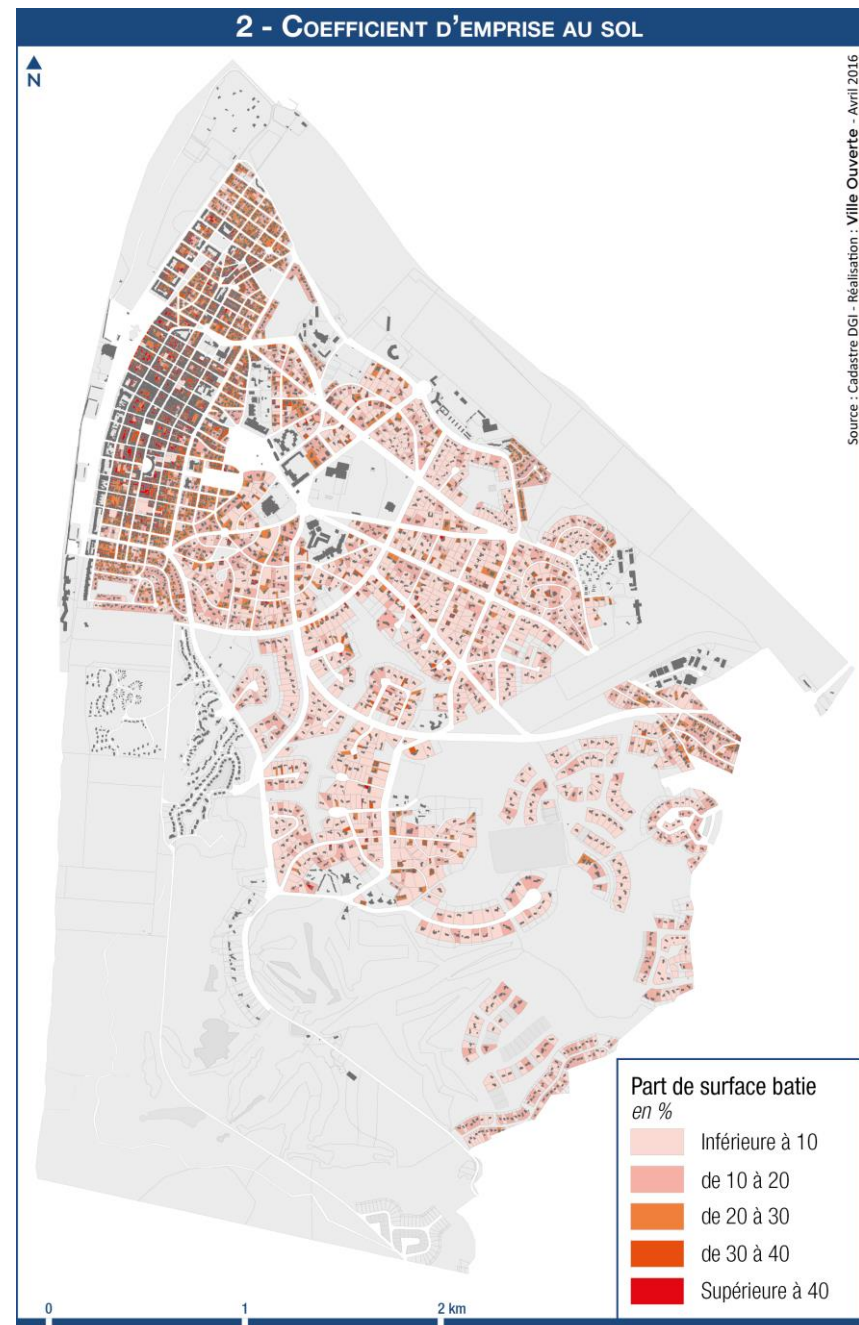 2 - Coefficient d'emprise au sol
N
Source : Cadastre DGI - Réalisation : Ville Ouverte - Avril 2016
Part de surface batie
en %
Inférieure à 10
de 10 à 20
de 20 à 30
de 30 à 40
Supérieure à 40
0 1 2 km